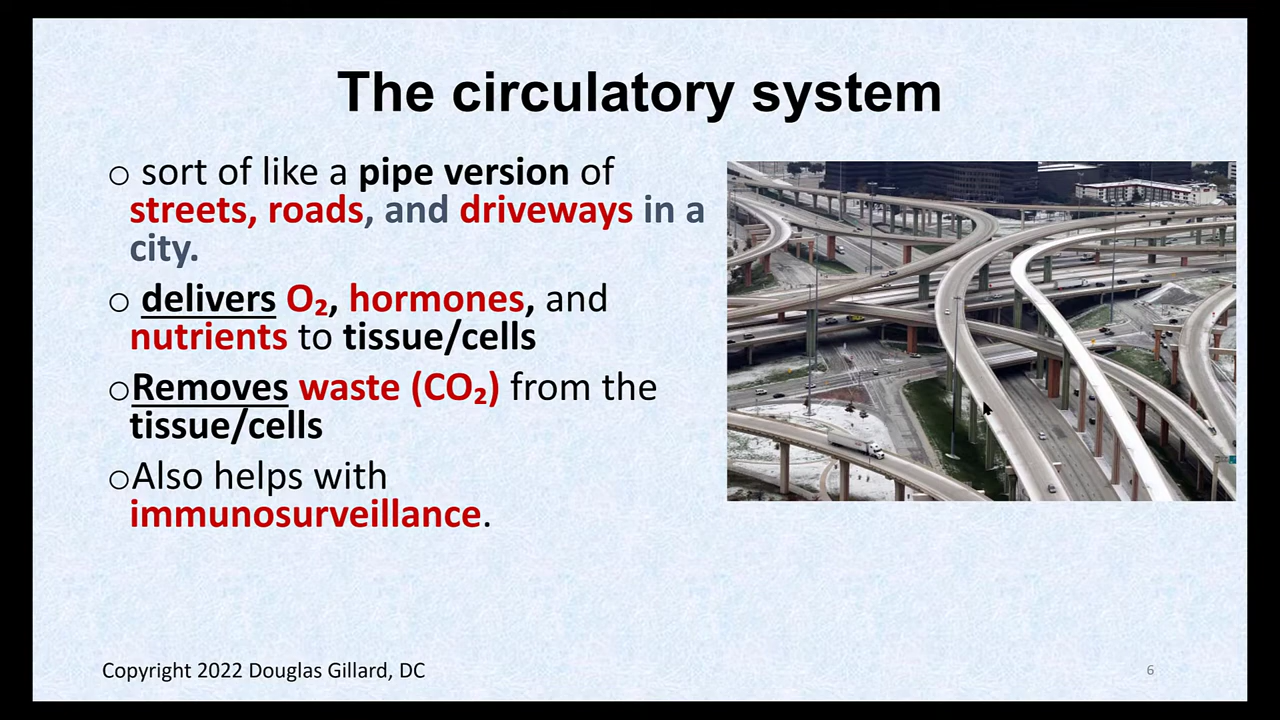 The circulatory system
o sort of like a pipe version of
streets, roads, and driveways in a
city.
o delivers O₂, hormones, and
nutrients to tissue/cells
oRemoves waste (CO₂) from the
tissue/cells
oAlso helps with
immunosurveillance.
Copyright 2022 Douglas Gillard, DC
6